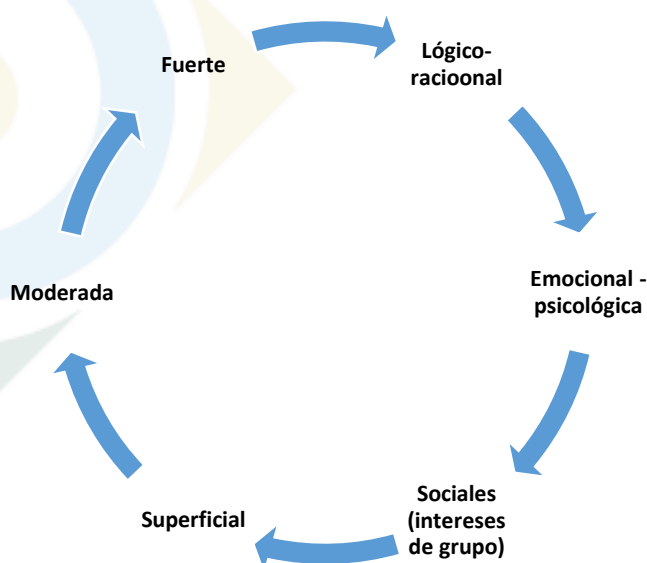 Fuerte
Lógico-
racioonal
Emocional -
psicológica
Sociales
(intereses
de grupo)
Superficial
Moderada